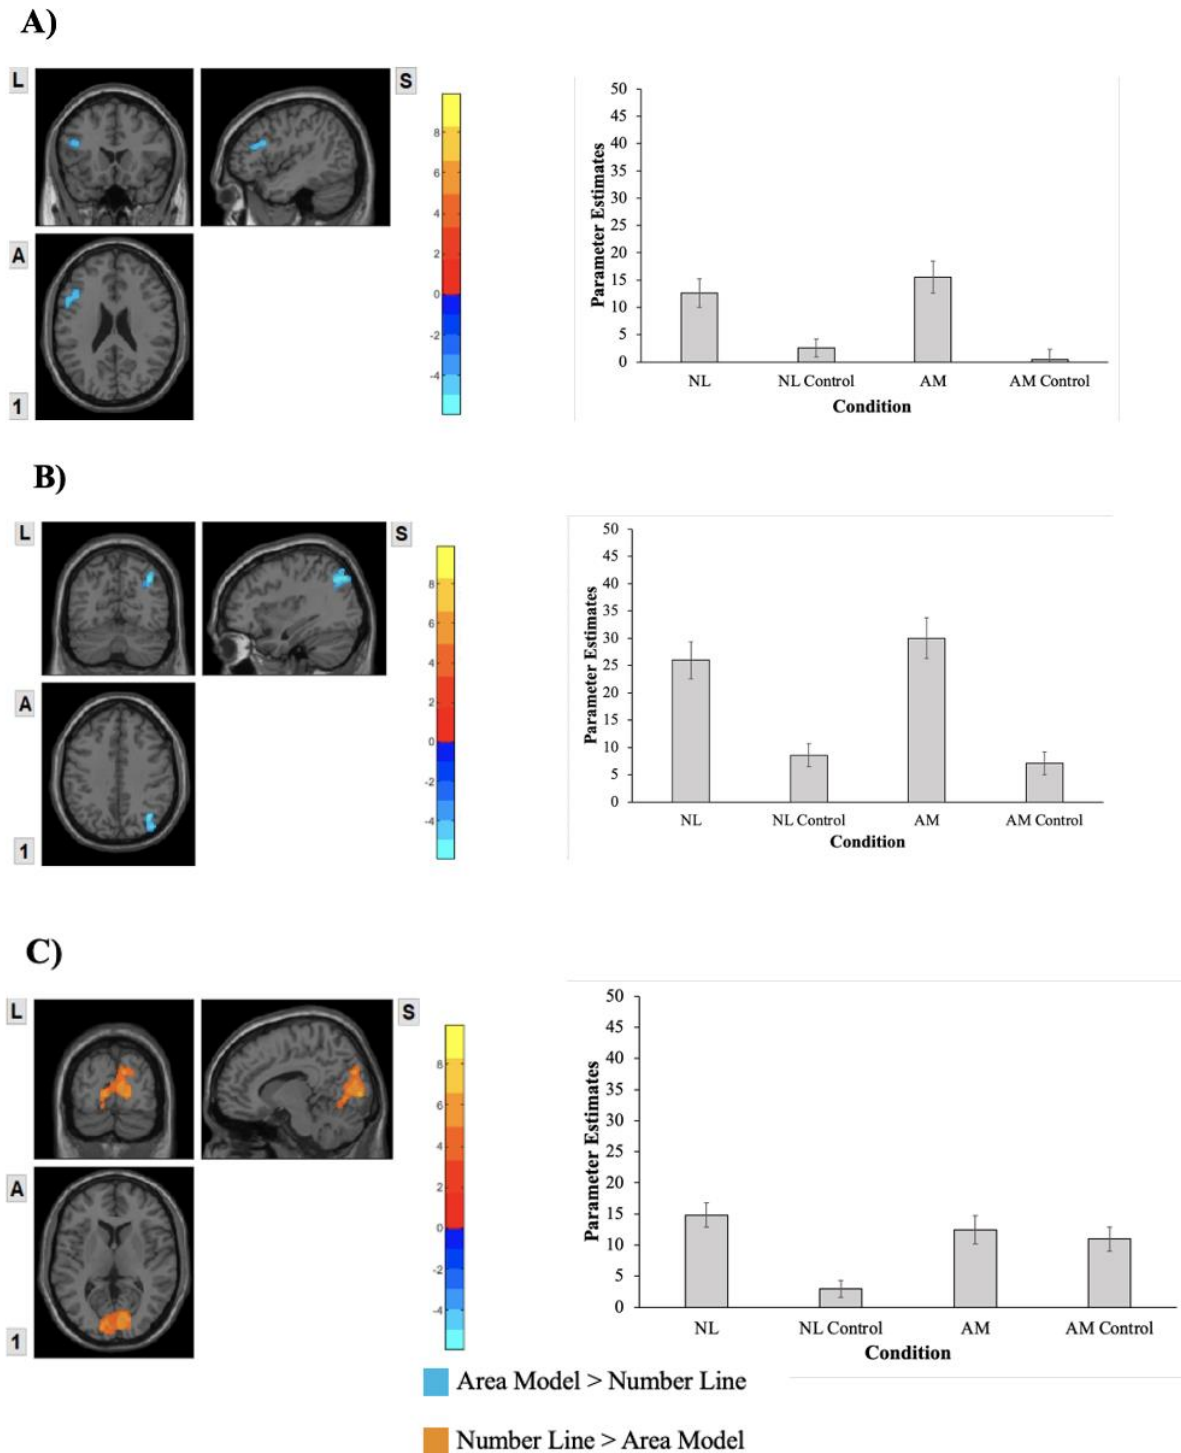 A)
L
S
A
1
8
6
4
2
0
-2
-4
Parameter Estimates
50
45
40
35
30
25
20
15
10
5
0
NL NL Control AM AM Control
Condition
B)
L
S
A
1
8
6
4
2
0
-2
-4
Parameter Estimates
50
45
40
35
30
25
20
15
10
5
0
NL NL Control AM AM Control
Condition
C)
L
S
A
1
8
6
4
2
0
-2
-4
Parameter Estimates
50
45
40
35
30
25
20
15
10
5
0
NL NL Control AM AM Control
Condition
Area Model > Number Line
Number Line > Area Model